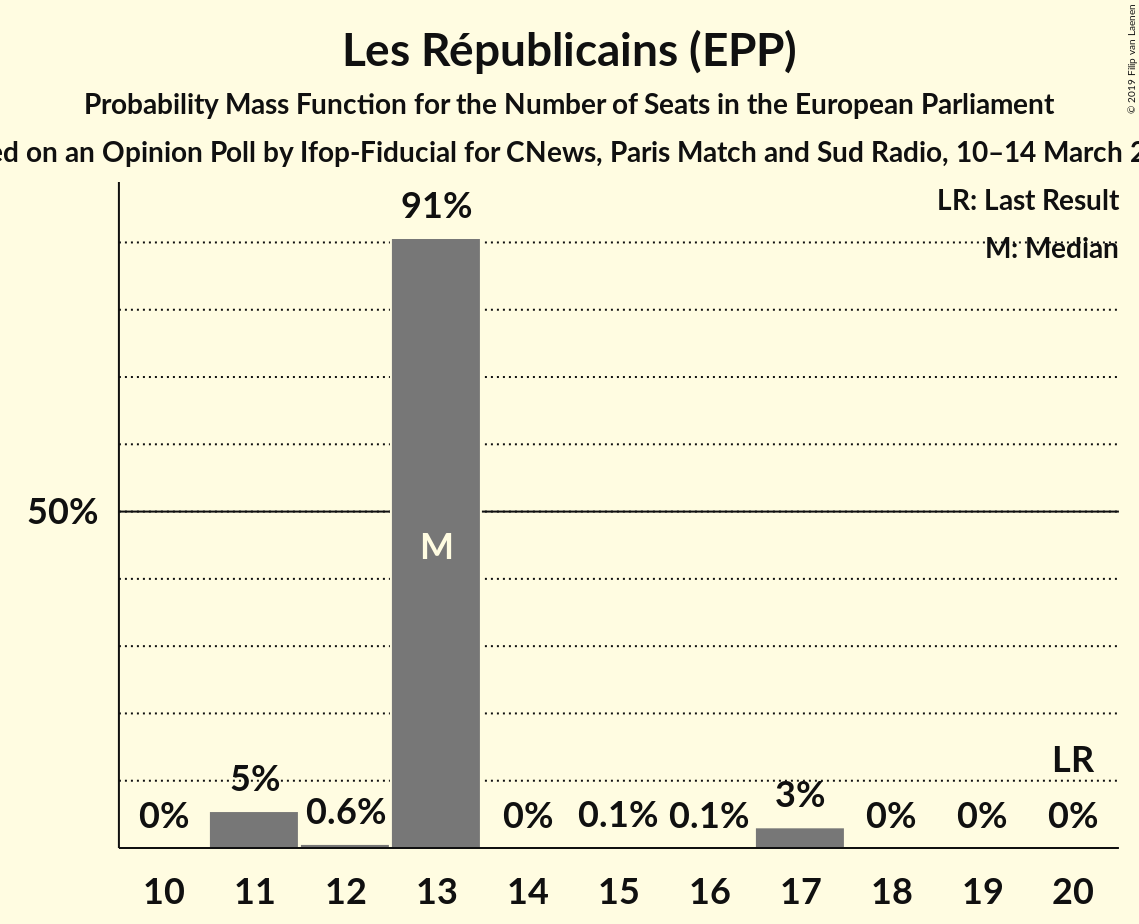 Les Républicains (EPP)
Probability Mass Function for the Number of Seats in the European Parliament
on an Opinion Poll by Ifop-Fiducial for CNews, Paris Match and Sud Radio, 10–14 March
© 2019 Filip van Laenen
LR: Last Result
M: Median
91%
50%
M
LR
5%
3%
0%
0.6%
0%
0.1%
0.1%
0%
0%
0%
10 11 12 13 14 15 16 17 18 19 20